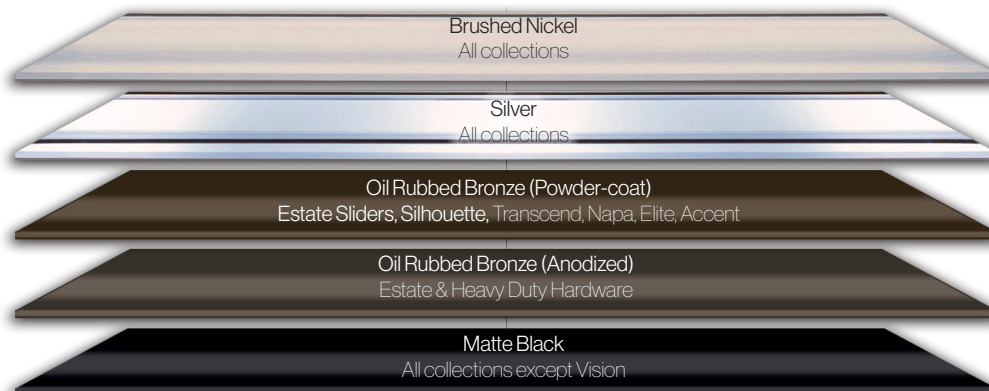 Brushed Nickel
All collections
Silver
All collections
Oil Rubbed Bronze (Powder-coat)
Estate Sliders, Silhouette, Transcend, Napa, Elite, Accent
Oil Rubbed Bronze (Anodized)
Estate & Heavy Duty Hardware
Matte Black
All collections except Vision